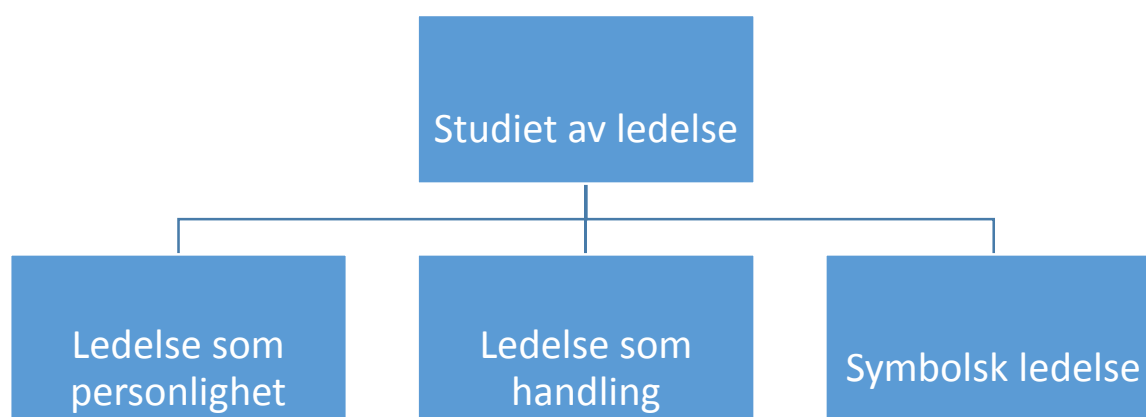 Studiet av ledelse
Ledelse som
personlighet
Ledelse som
handling
Symbolsk ledelse